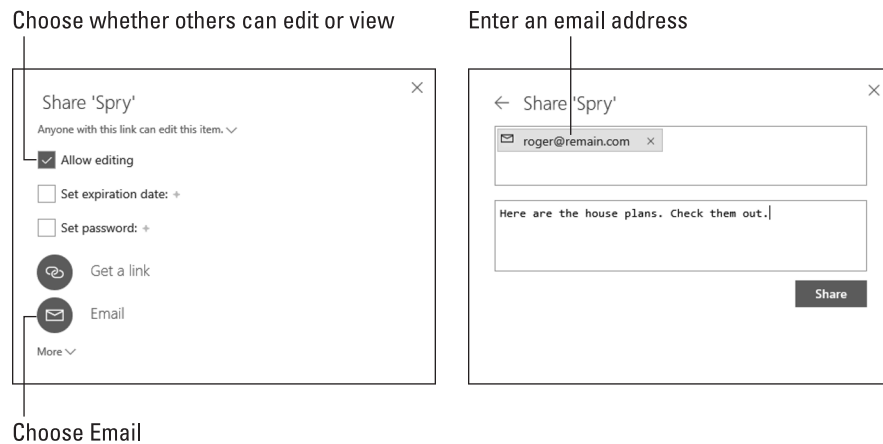 Choose whether others can edit or view
Share 'Spry'
Anyone with this link can edit this item.
Allow editing
Set expiration date: +
Set password: +
Get a link
Email
More
Choose Email
Enter an email address
Share 'Spry'
roger@remain.com ×
Here are the house plans. Check them out.
Share